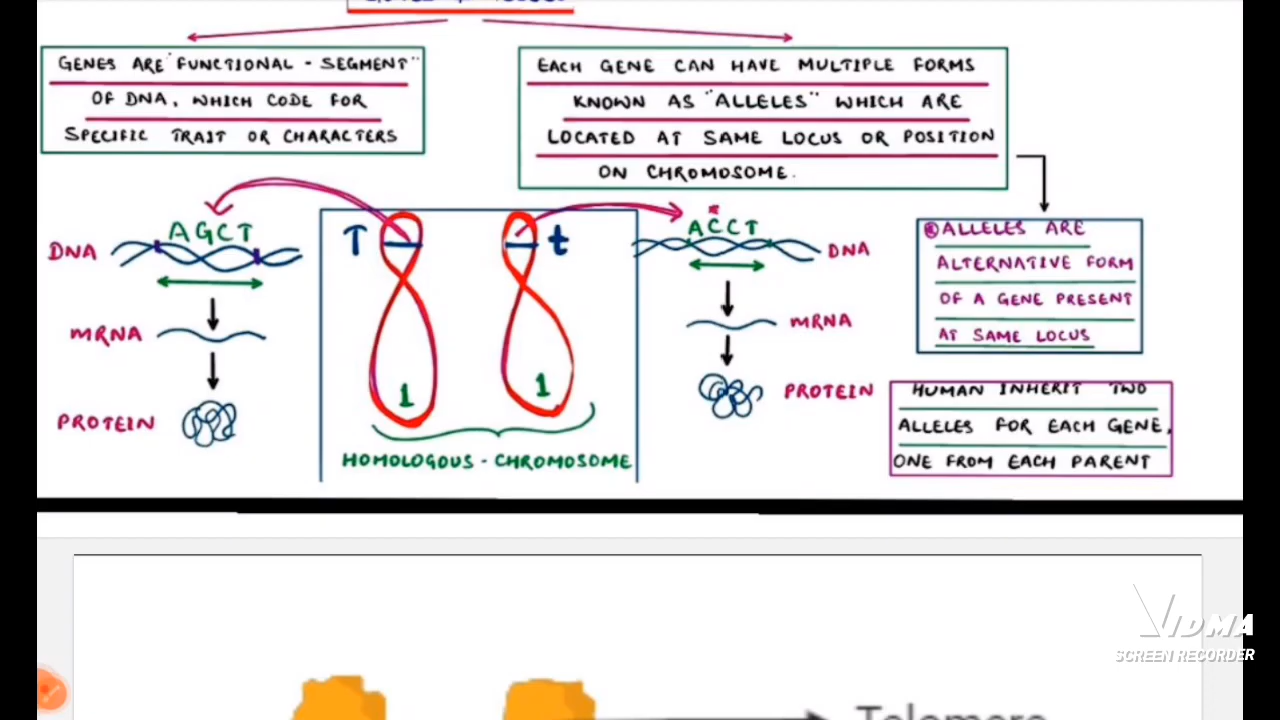 GENES ARE "FUNCTIONAL - SEGMENT"
OF DNA, WHICH CODE FOR
SPECIFIC TRAIT OR CHARACTERS
EACH GENE CAN HAVE MULTIPLE FORMS
KNOWN AS "ALLELES" WHICH ARE
LOCATED AT SAME LOCUS OR POSITION
ON CHROMOSOME.
AGCT
DNA
MRNA
PROTEIN
T
t
1
1
HOMOLOGOUS - CHROMOSOME
ACCT
DNA
MRNA
PROTEIN
ALLELES ARE
ALTERNATIVE FORM
OF A GENE PRESENT
AT SAME LOCUS
HUMAN INHERIT TWO
ALLELES FOR EACH GENE,
ONE FROM EACH PARENT
Telomere
VIDMA
SCREEN RECORDER